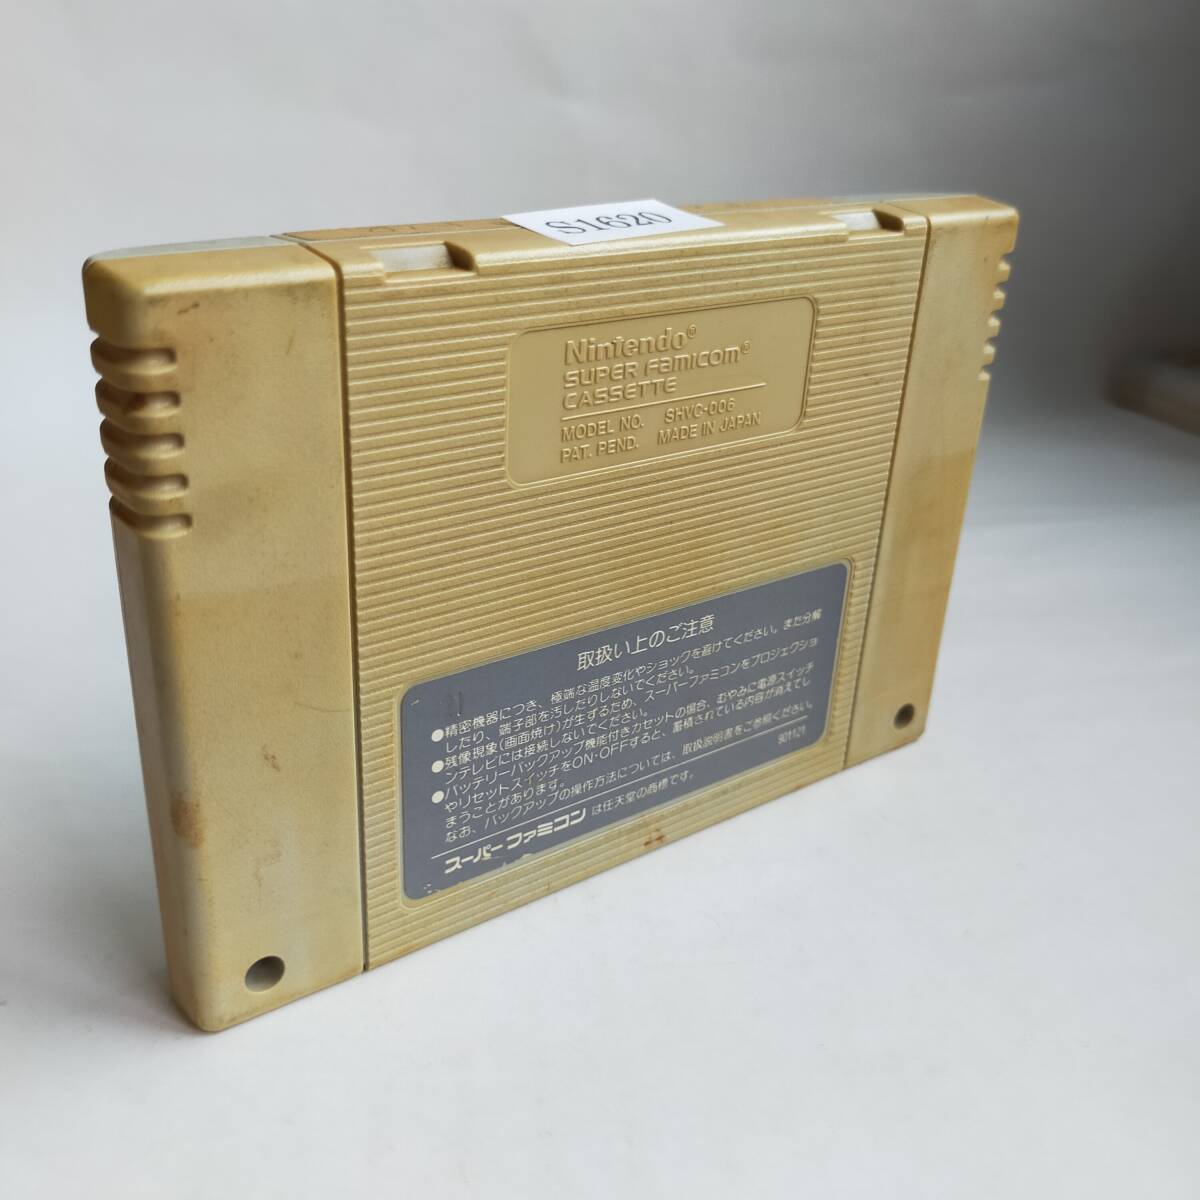 S1620
Nintendo®
SUPER FAMICOM®
CASSETTE
MODEL NO. SHVC-006
PAT. PEND. MADE IN JAPAN
取扱い上のご注意
●精密機器につき、極端な温度変化やショックを避けてください。また分解
したり、端子部を汚したりしないでください。
●残像現象(画面焼け)が生ずるため、スーパーファミコンをプロジェクショ
ンテレビには接続しないでください。
●バッテリーバックアップ機能付きカセットの場合、むやみに電源スイッチ
やリセットスイッチをON・OFFすると、蓄積されている内容が消えてし
まうことがあります。
なお、バックアップの操作方法については、取扱説明書をご参照ください。
901121
スーパーファミコンは任天堂の商標です。